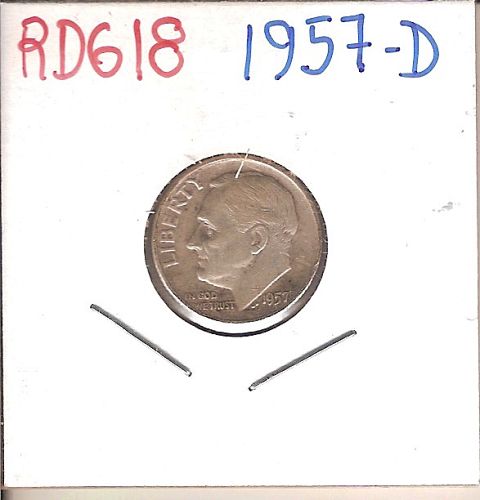 RD618 1957-D
LIBERTY
IN GOD
WE TRUST
1957